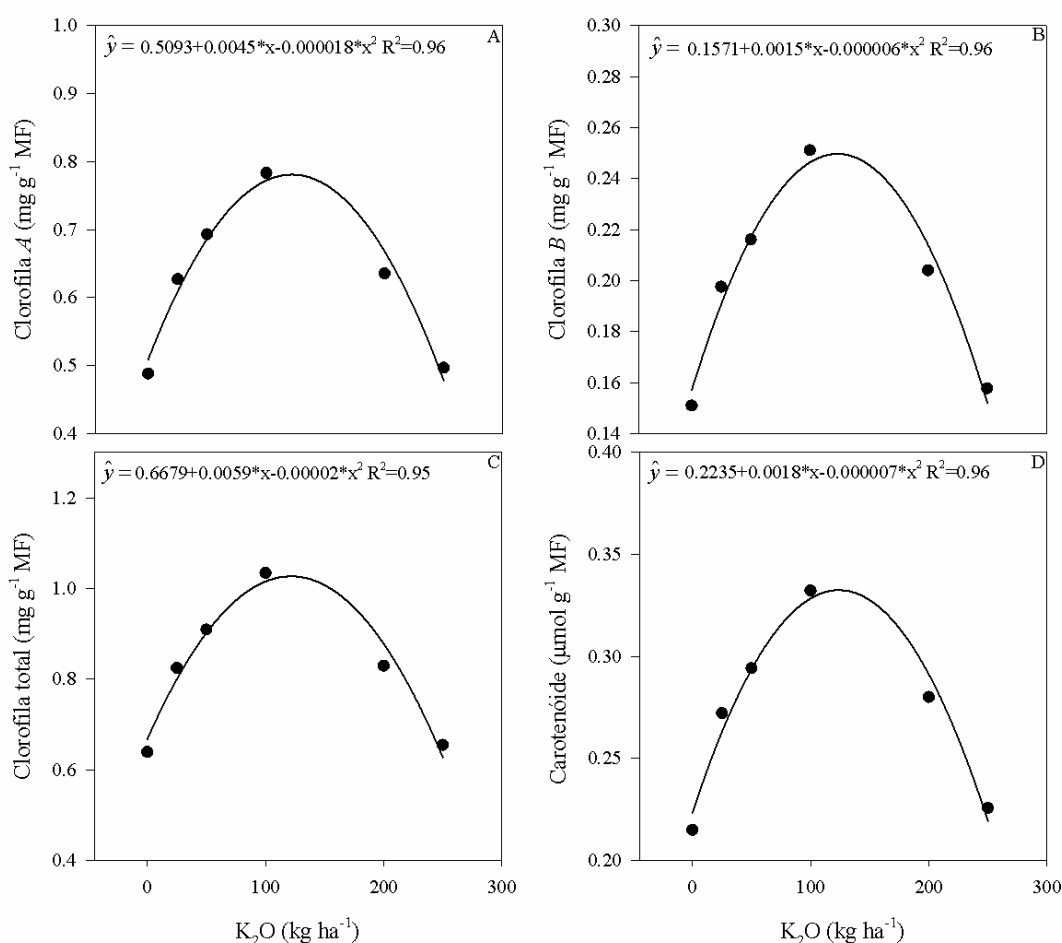 ŷ = 0.5093+0.0045*x-0.000018*x² R²=0.96
A
1.0
0.9
0.8
0.7
0.6
0.5
0.4
Clorofila A (mg g⁻¹ MF)
ŷ = 0.1571+0.0015*x-0.000006*x² R²=0.96
B
0.30
0.28
0.26
0.24
0.22
0.20
0.18
0.16
0.14
Clorofila B (mg g⁻¹ MF)
ŷ = 0.6679+0.0059*x-0.00002*x² R²=0.95
C
1.2
1.0
0.8
0.6
0.4
Clorofila total (mg g⁻¹ MF)
0 100 200 300
K₂O (kg ha⁻¹)
ŷ = 0.2235+0.0018*x-0.000007*x² R²=0.96
D
0.40
0.35
0.30
0.25
0.20
Carotenóide (µmol g⁻¹ MF)
0 100 200 300
K₂O (kg ha⁻¹)